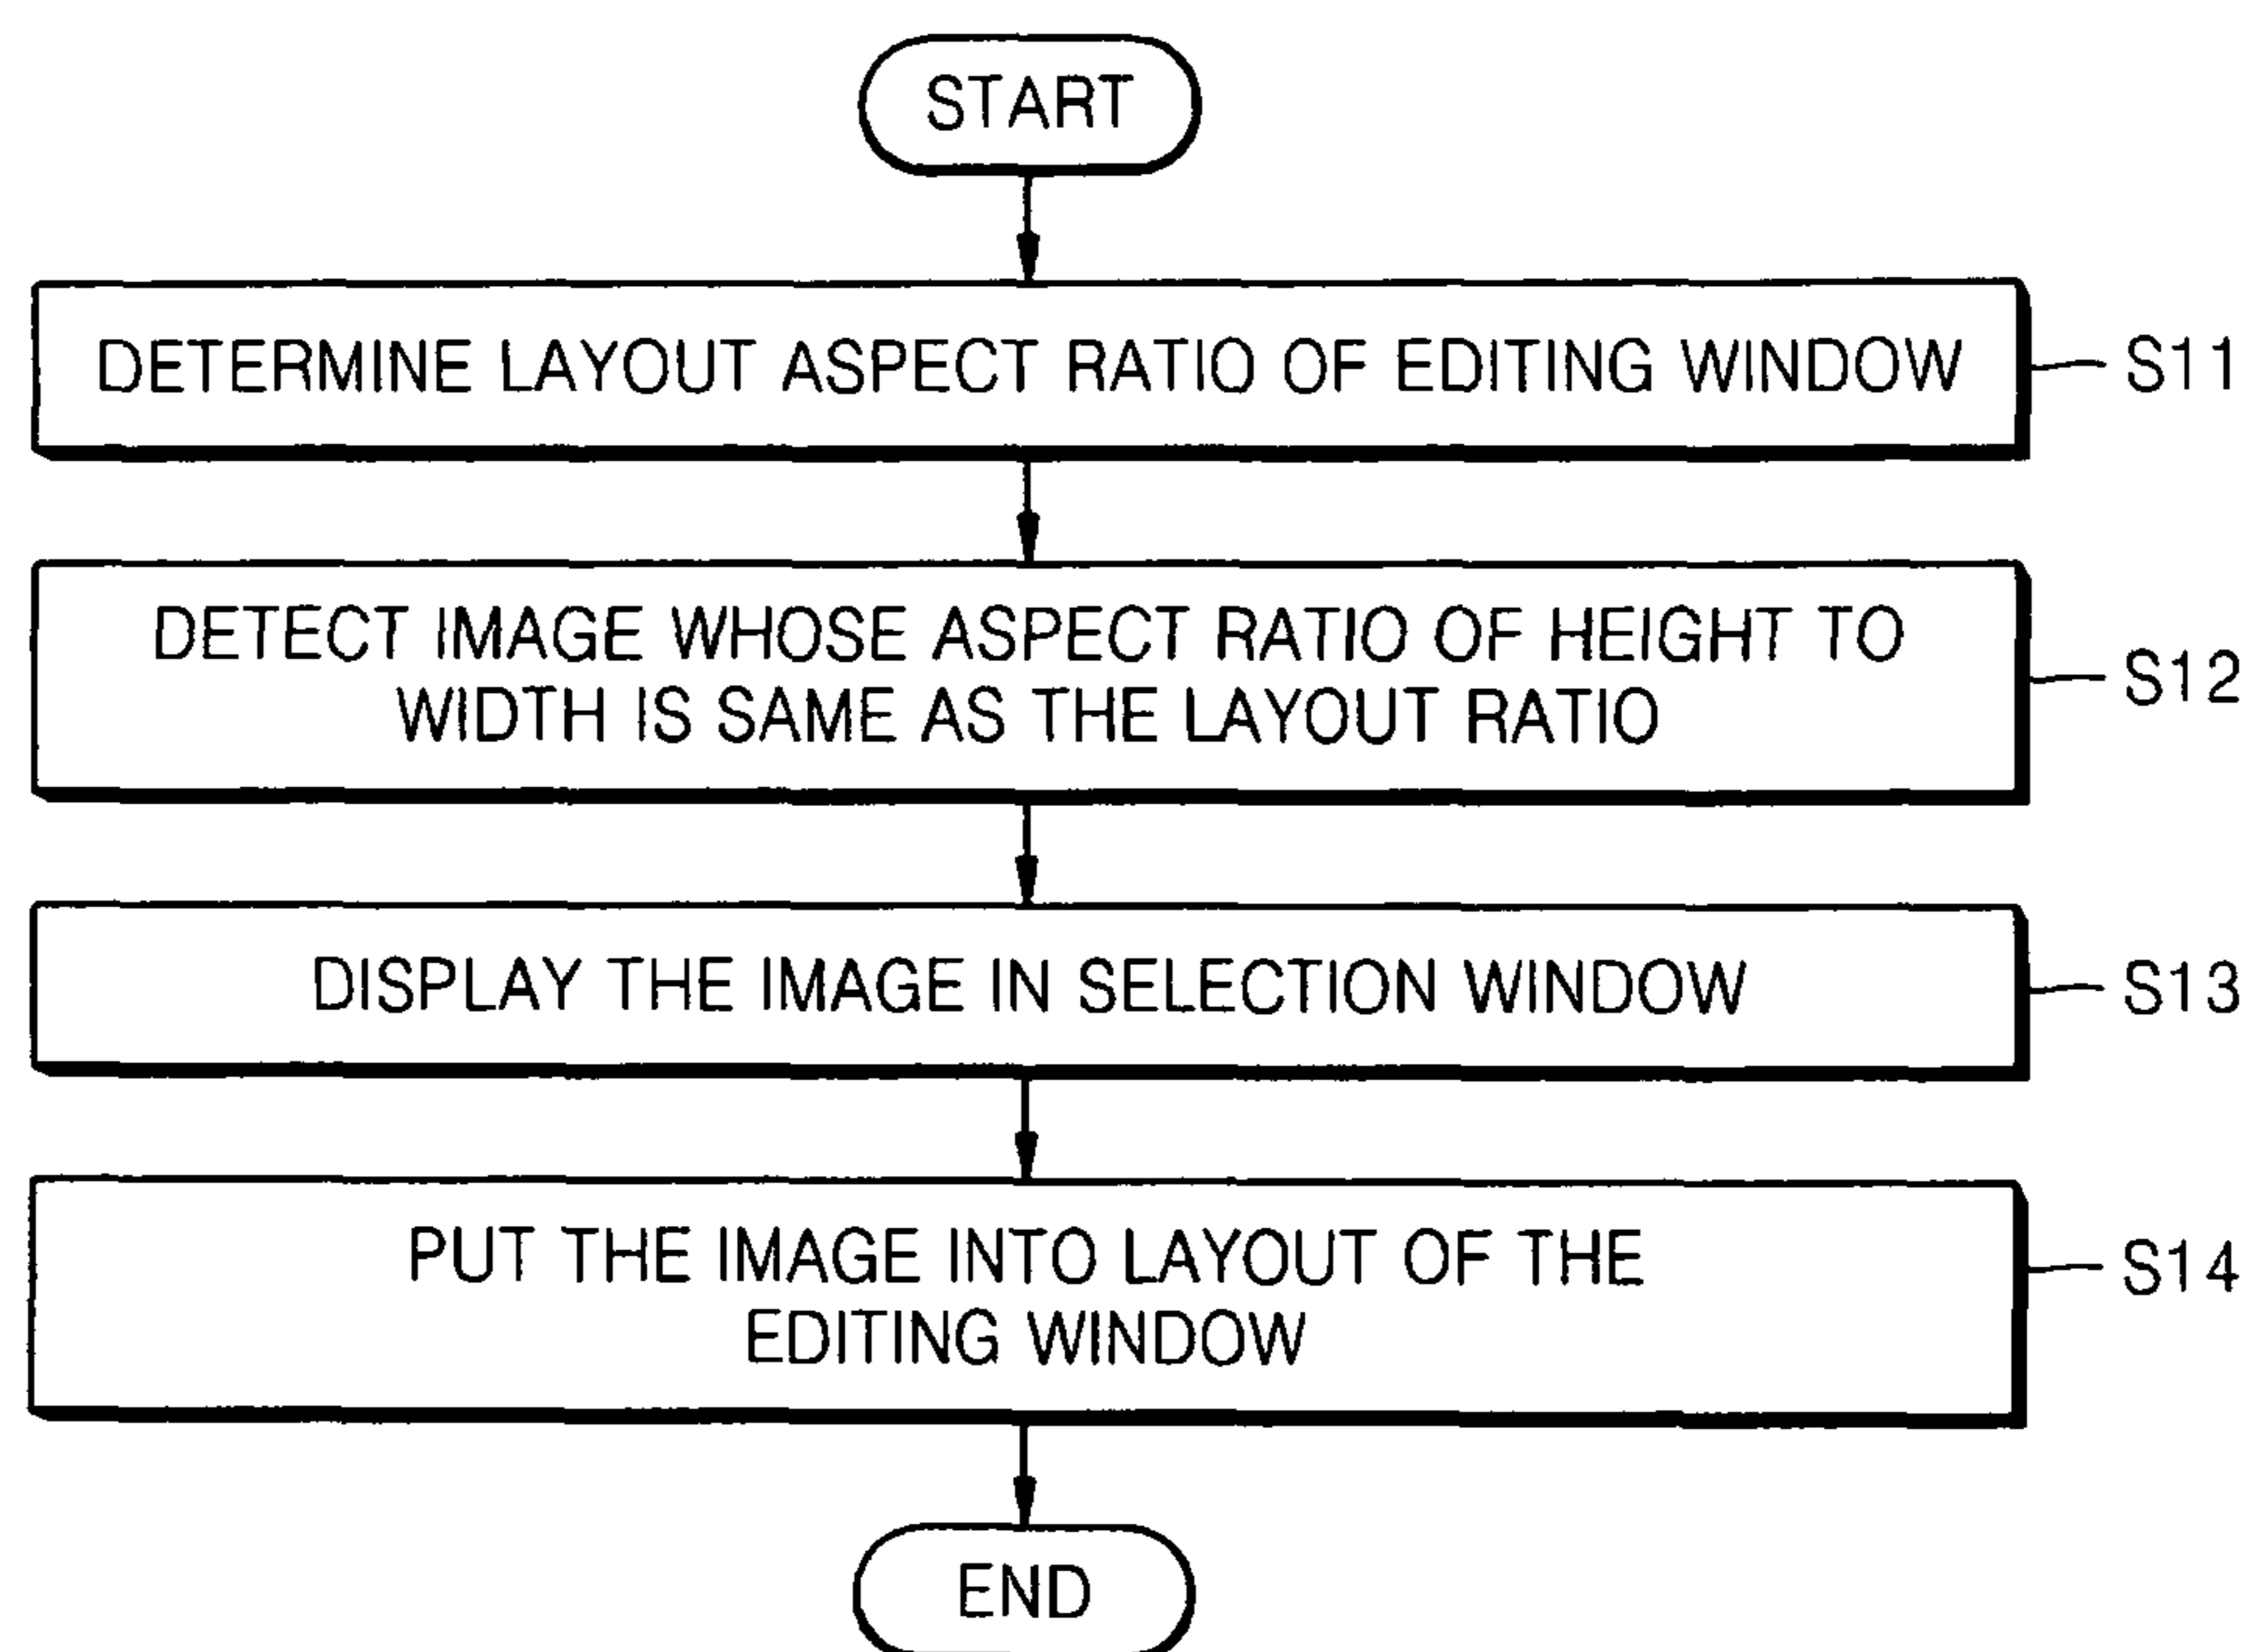 START
DETERMINE LAYOUT ASPECT RATIO OF EDITING WINDOW
S11
DETECT IMAGE WHOSE ASPECT RATIO OF HEIGHT TO
WIDTH IS SAME AS THE LAYOUT RATIO
S12
DISPLAY THE IMAGE IN SELECTION WINDOW
S13
PUT THE IMAGE INTO LAYOUT OF THE
EDITING WINDOW
S14
END